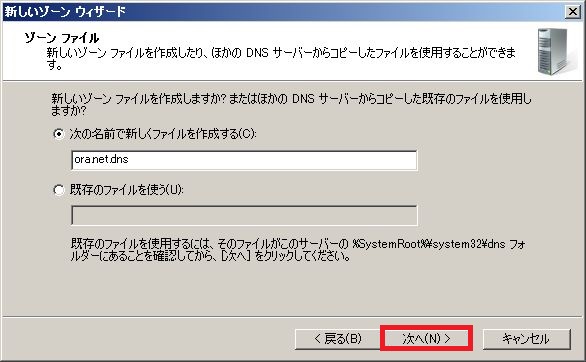 新しいゾーン ウィザード
ゾーン ファイル
新しいゾーン ファイルを作成したり、ほかの DNS サーバーからコピーしたファイルを使用することができま
す。
新しいゾーン ファイルを作成しますか? またはほかの DNS サーバーからコピーした既存のファイルを使用し
ますか?
次の名前で新しくファイルを作成する(C):
ora.net.dns
既存のファイルを使う(U):
既存のファイルを使用するには、そのファイルがこのサーバーの %SystemRoot%¥system32¥dns フォ
ルダーにあることを確認してから、[次へ] をクリックしてください。
< 戻る(B)
次へ(N) >
キャンセル